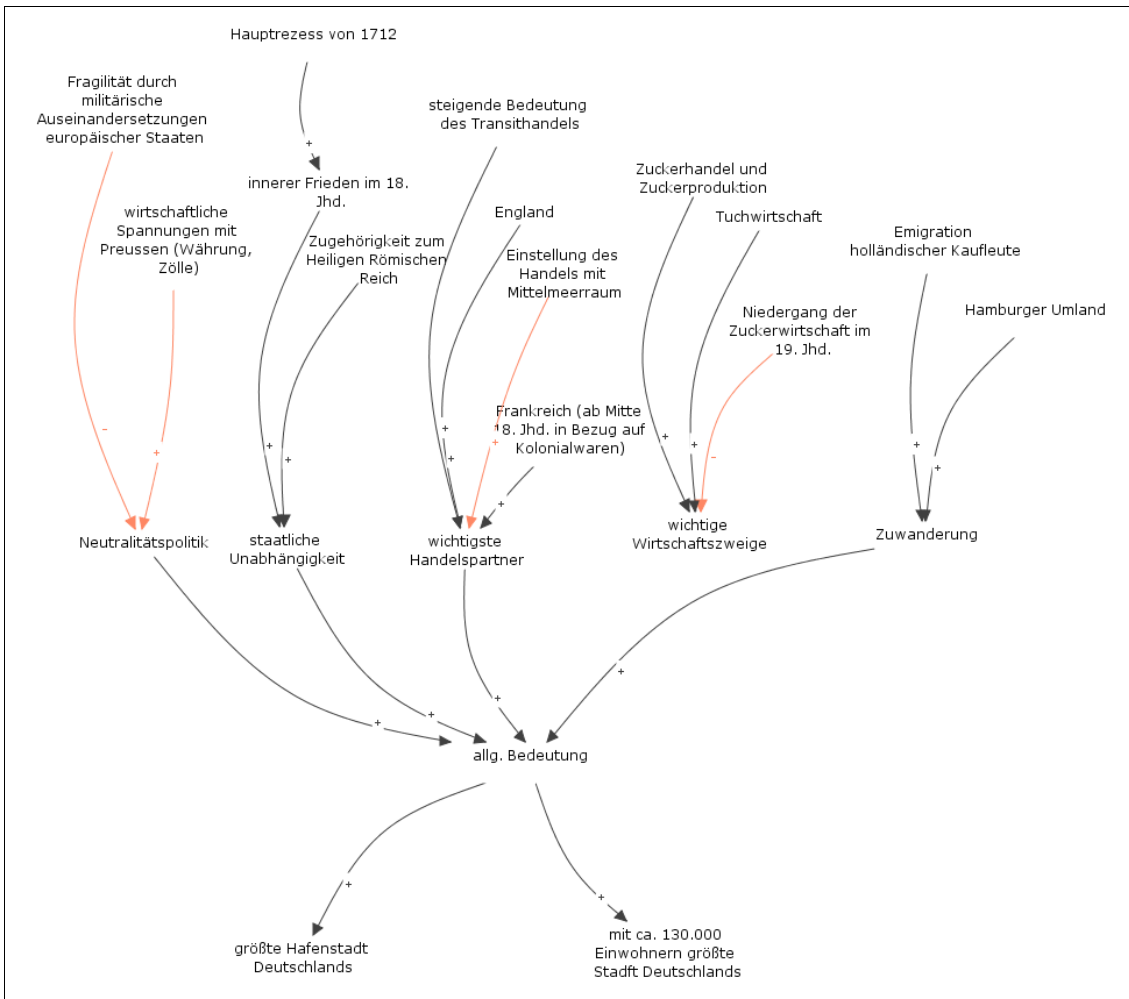 Hauptrezess von 1712
Fragilität durch
militärische
Auseinandersetzungen
europäischer Staaten
steigende Bedeutung
des Transithandels
innerer Frieden im 18.
Jhd.
Zuckerhandel und
Zuckerproduktion
wirtschaftliche
Spannungen mit
Preussen (Währung,
Zölle)
England
Tuchwirtschaft
Zugehörigkeit zum
Heiligen Römischen
Reich
Einstellung des
Handels mit
Mittelmeerraum
Emigration
holländischer Kaufleute
Niedergang der
Zuckerwirtschaft im
19. Jhd.
Hamburger Umland
Frankreich (ab Mitte
18. Jhd. in Bezug auf
Kolonialwaren)
Neutralitätspolitik
staatliche
Unabhängigkeit
wichtigste
Handelspartner
wichtige
Wirtschaftszweige
Zuwanderung
allg. Bedeutung
größte Hafenstadt
Deutschlands
mit ca. 130.000
Einwohnern größte
Stadft Deutschlands